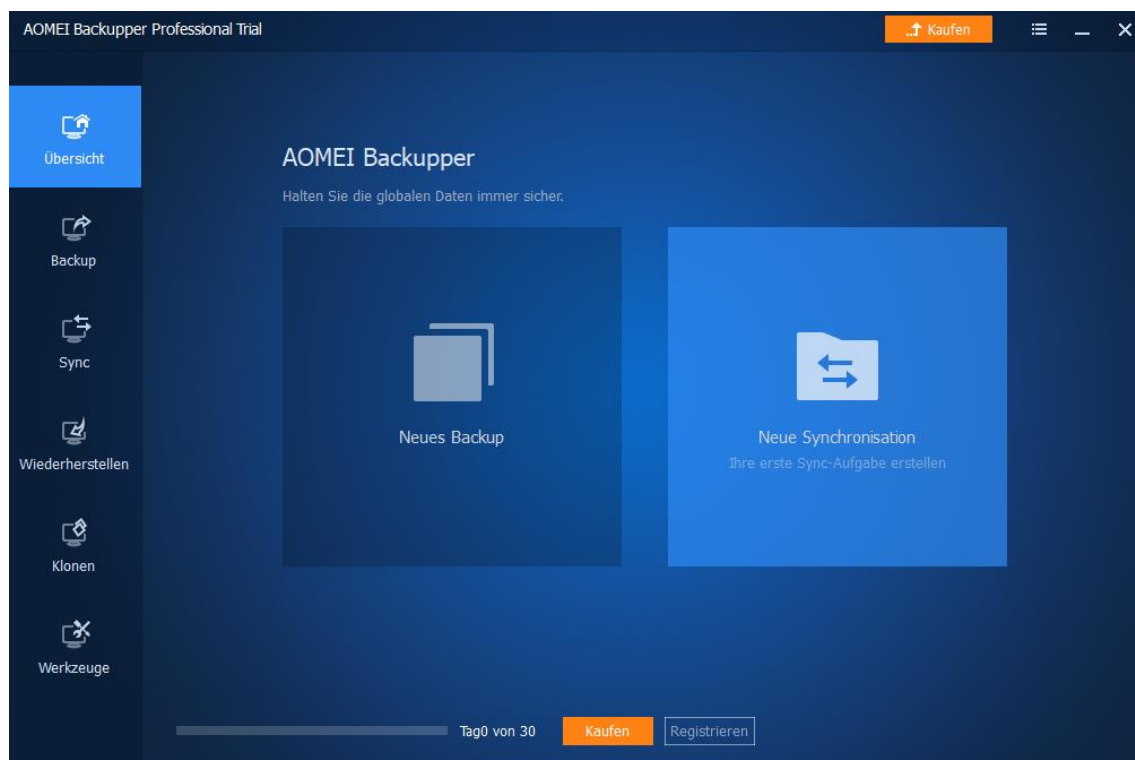 AOMEI Backupper Professional Trial
Kaufen
Übersicht
Backup
Sync
Wiederherstellen
Klonen
Werkzeuge
AOMEI Backupper
Halten Sie die globalen Daten immer sicher.
Neues Backup
Neue Synchronisation
Ihre erste Sync-Aufgabe erstellen
Tag0 von 30
Kaufen
Registrieren